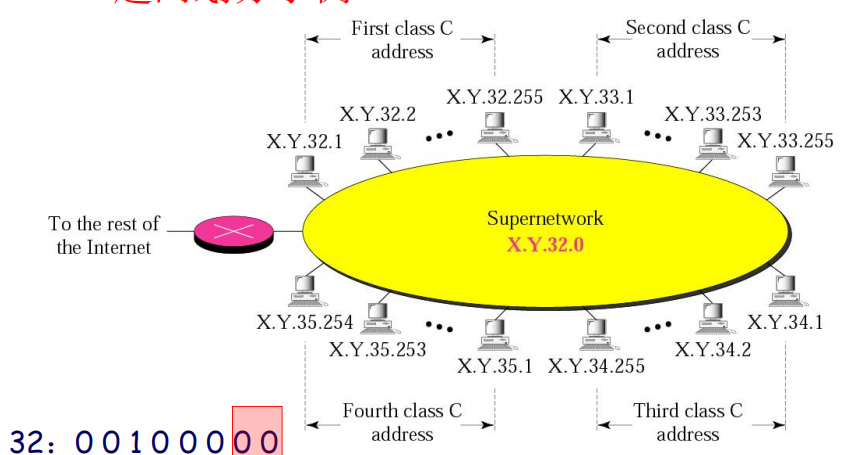 First class C
address
Second class C
address
X.Y.32.255 X.Y.33.1
X.Y.32.2
X.Y.33.253
X.Y.32.1
X.Y.33.255
To the rest of
the Internet
Supernetwork
X.Y.32.0
X.Y.35.254
X.Y.34.1
X.Y.35.253
X.Y.34.2
X.Y.35.1 X.Y.34.255
Fourth class C
address
Third class C
address
32: 0 0 1 0 0 0 0 0